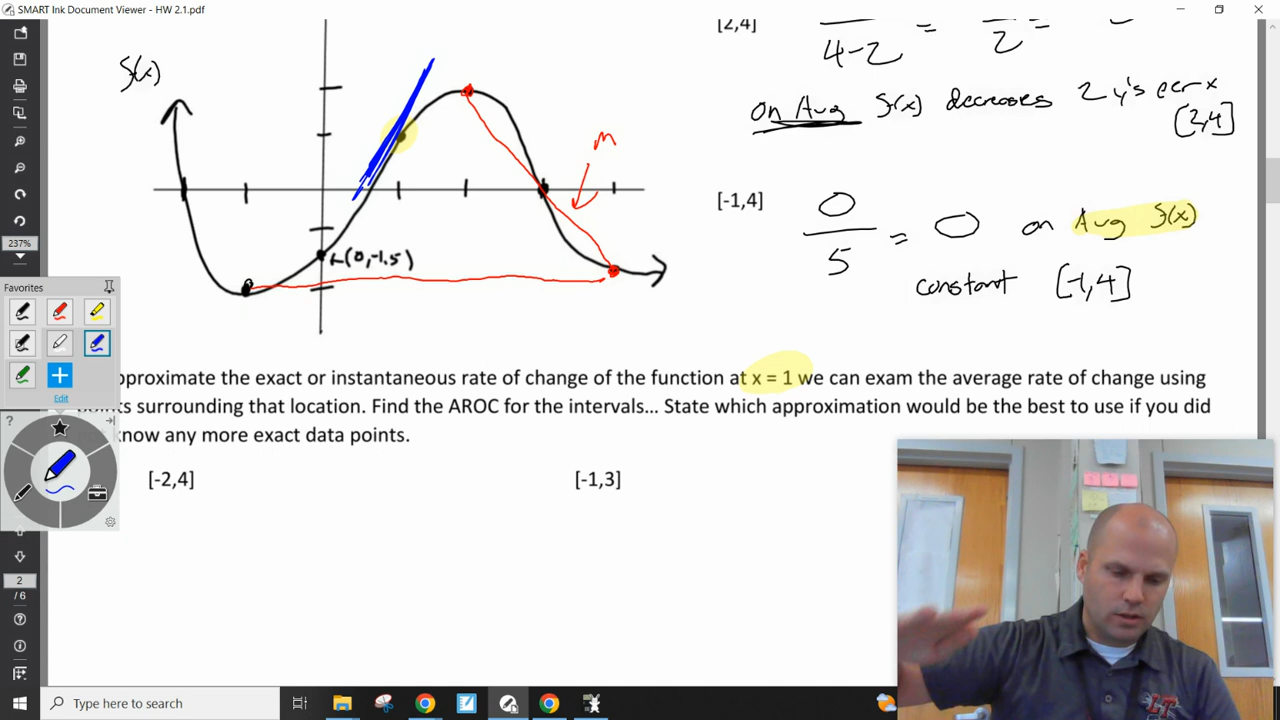 SMART Ink Document Viewer - HW 2.1.pdf
[2,4]
4-2 = 2 =
f(x)
on Avg f(x) decreases 2 y's per x
[2,4]
m
[-1,4] 0/5 = 0 on Avg f(x)
constant [-1,4]
←(0,-1.5)
237%
Favorites
Edit
pproximate the exact or instantaneous rate of change of the function at x = 1 we can exam the average rate of change using
points surrounding that location. Find the AROC for the intervals... State which approximation would be the best to use if you did
know any more exact data points.
[-2,4] [-1,3]
2
/ 6
LT
Type here to search